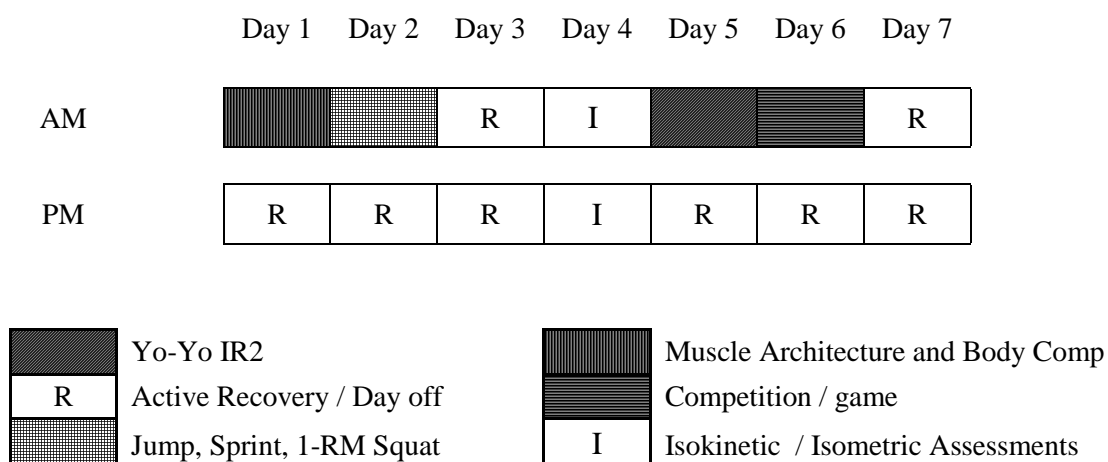 Day 1 Day 2 Day 3 Day 4 Day 5 Day 6 Day 7
AM R I R
PM R R R I R R R
Yo-Yo IR2 Muscle Architecture and Body Comp
R Active Recovery / Day off Competition / game
Jump, Sprint, 1-RM Squat I Isokinetic / Isometric Assessments